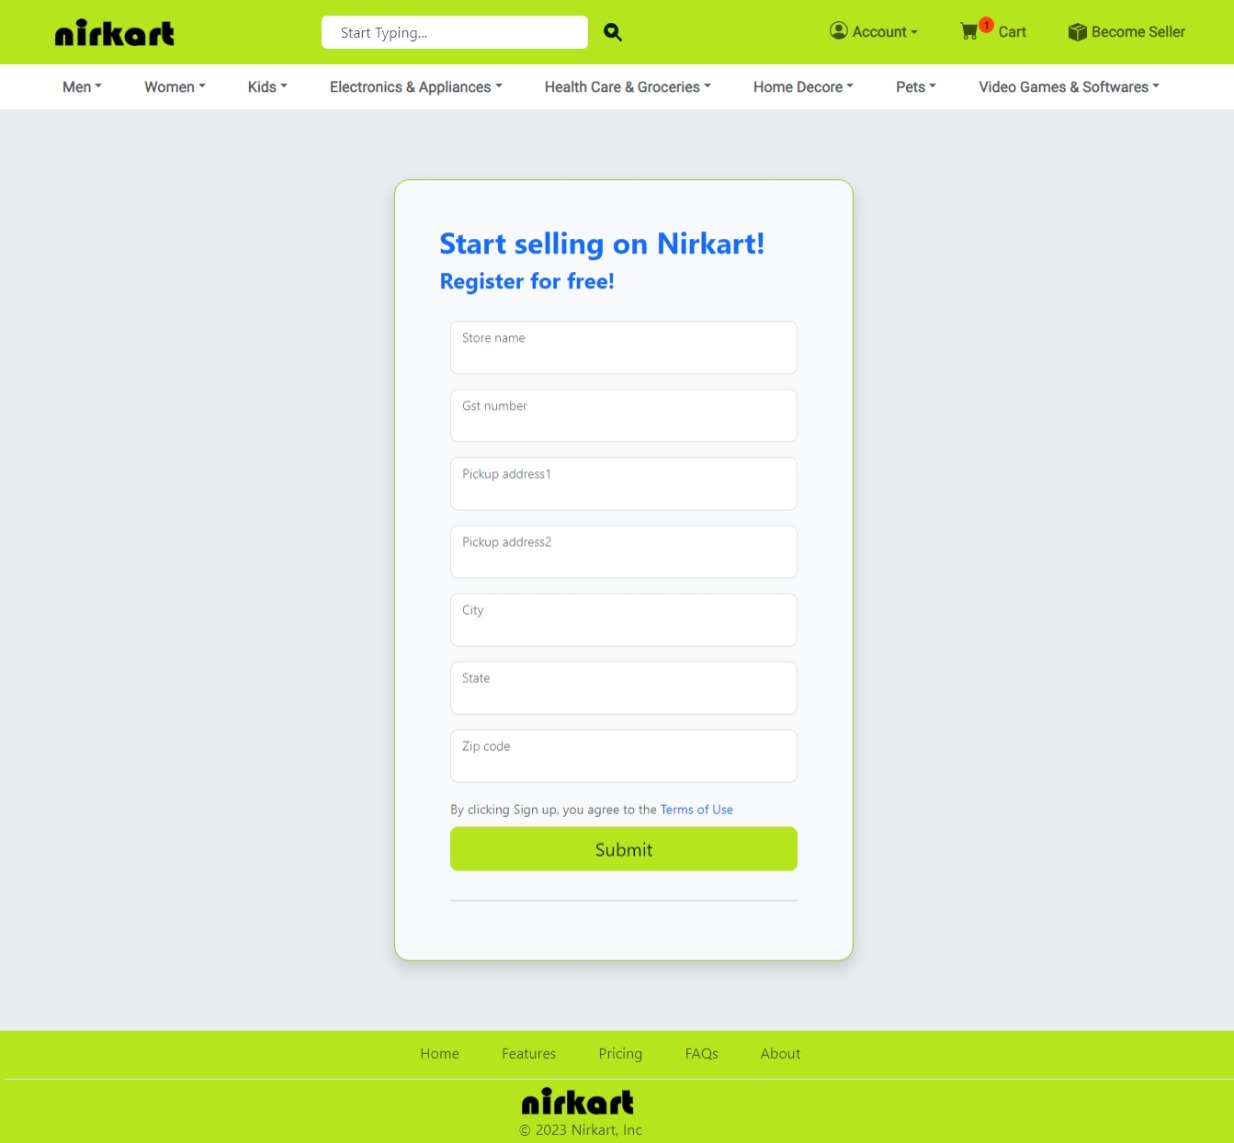 nirkart Start Typing... Account 1 Cart Become Seller
Men Women Kids Electronics & Appliances Health Care & Groceries Home Decore Pets Video Games & Softwares
Start selling on Nirkart!
Register for free!
Store name
Gst number
Pickup address1
Pickup address2
City
State
Zip code
By clicking Sign up, you agree to the Terms of Use
Submit
Home Features Pricing FAQs About
nirkart
© 2023 Nirkart, Inc